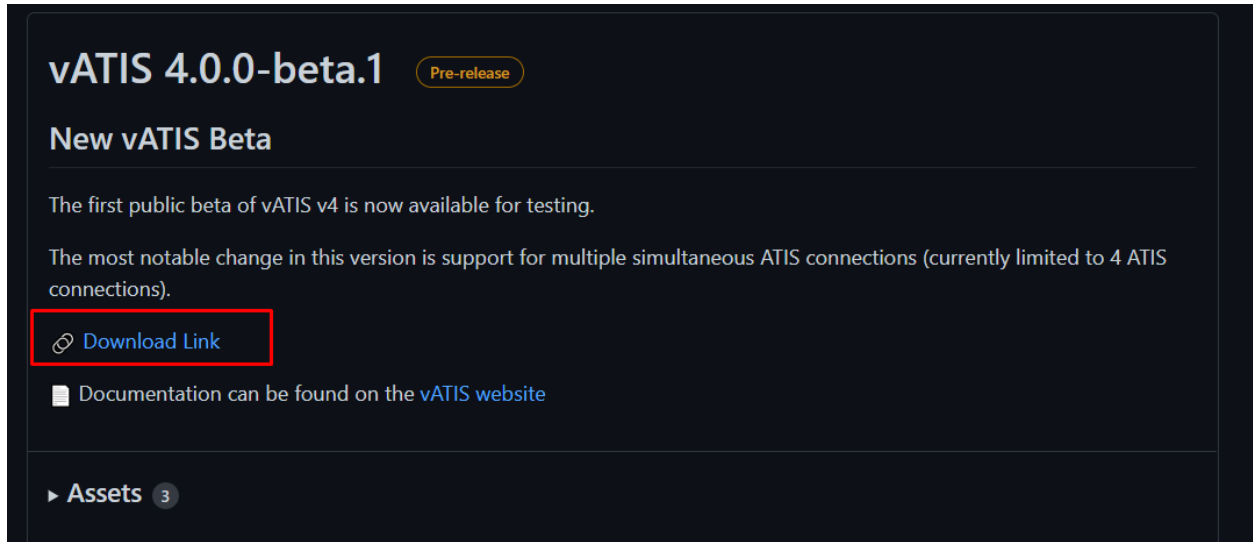 vATIS 4.0.0-beta.1 Pre-release
New vATIS Beta
The first public beta of vATIS v4 is now available for testing.
The most notable change in this version is support for multiple simultaneous ATIS connections (currently limited to 4 ATIS
connections).
Download Link
Documentation can be found on the vATIS website
Assets 3